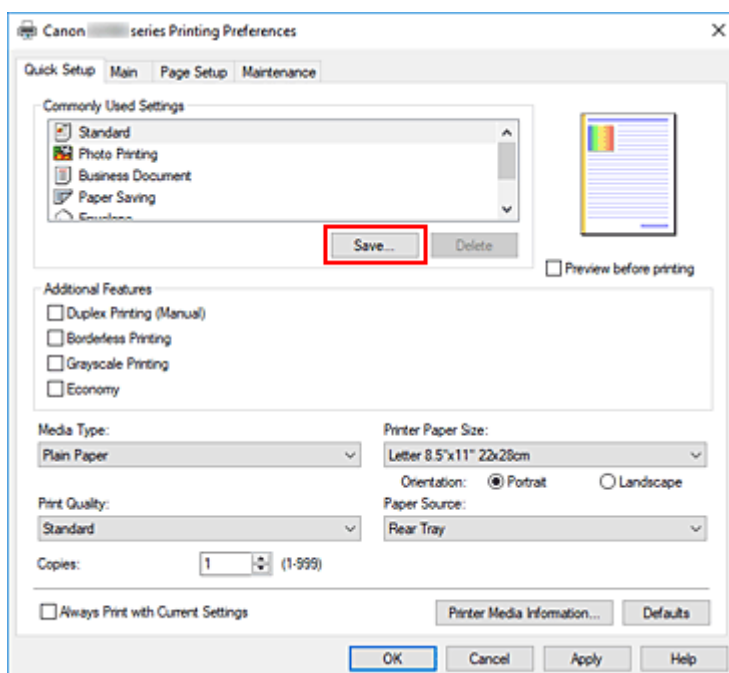 Canon series Printing Preferences
Quick Setup Main Page Setup Maintenance
Commonly Used Settings
Standard
Photo Printing
Business Document
Paper Saving
Save... Delete
Preview before printing
Additional Features
Duplex Printing (Manual)
Borderless Printing
Grayscale Printing
Economy
Media Type: Printer Paper Size:
Plain Paper Letter 8.5"x11" 22x28cm
Orientation: Portrait Landscape
Print Quality: Paper Source:
Standard Rear Tray
Copies: 1 (1-999)
Always Print with Current Settings Printer Media Information... Defaults
OK Cancel Apply Help